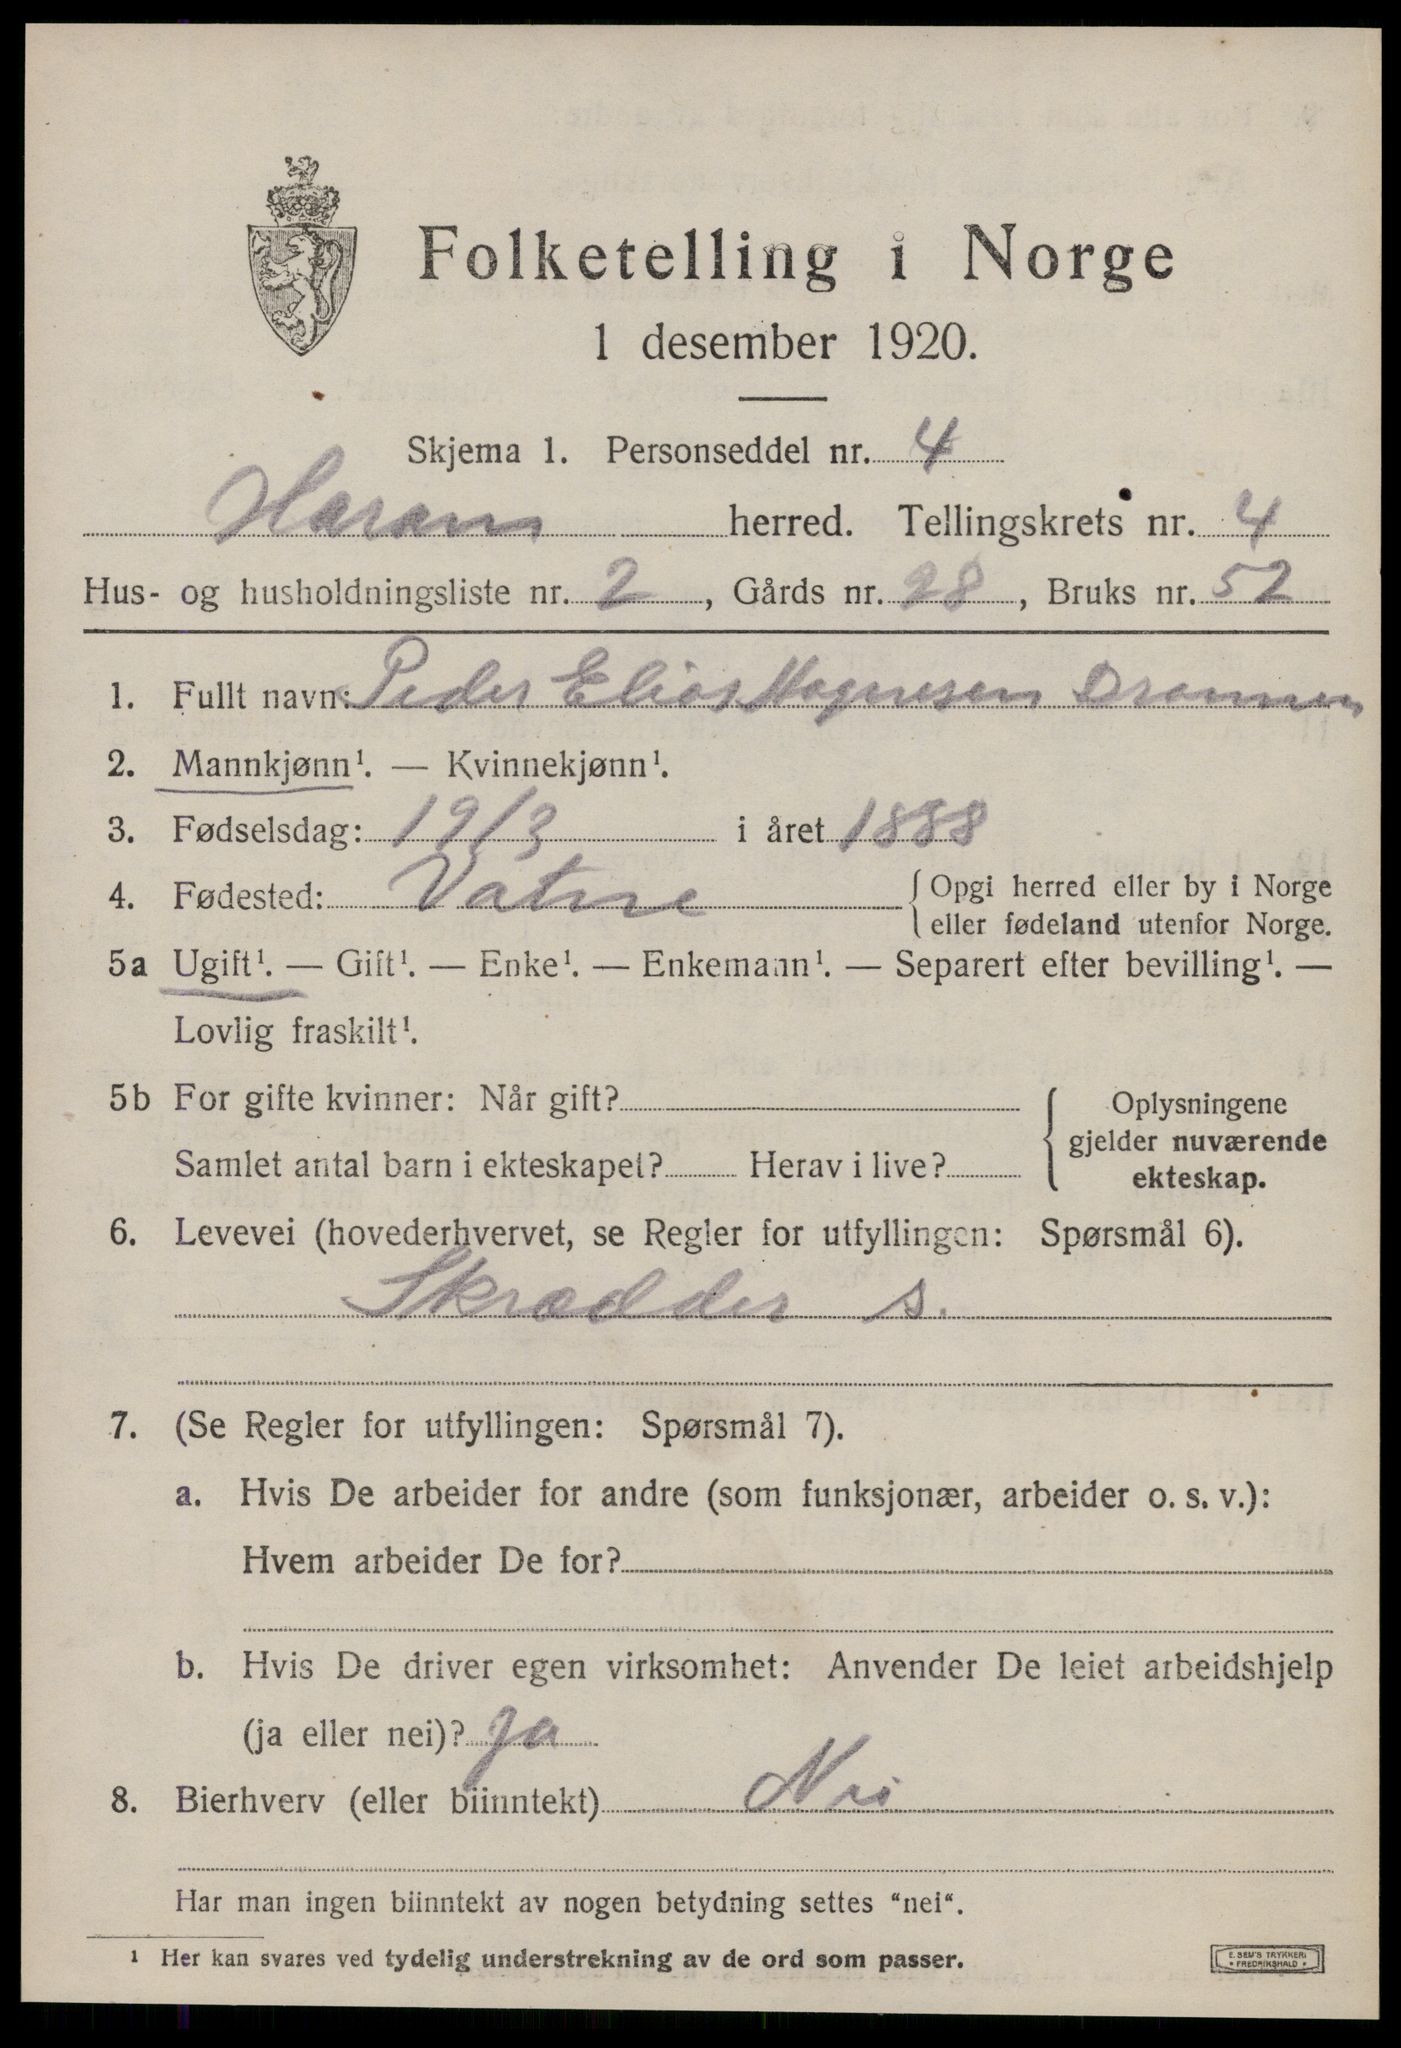 Folketelling i Norge
1 desember 1920.
Skjema 1. Personseddel nr. 4
Haram herred. Tellingskrets nr. 4
Hus- og husholdningsliste nr. 2, Gårds nr. 28, Bruks nr. 52
1. Fullt navn: Peder Elias Magnesen Dronnen
2. Mannkjønn¹. — Kvinnekjønn¹.
3. Fødselsdag: 19/3 i året 1888
4. Fødested: Vatne { Opgi herred eller by i Norge
eller fødeland utenfor Norge.
5a Ugift¹. — Gift¹. — Enke¹. — Enkemann¹. — Separert efter bevilling¹. —
Lovlig fraskilt¹.
5b For gifte kvinner: Når gift?
Samlet antal barn i ekteskapet? Herav i live?
{ Oplysningene
gjelder nuværende
ekteskap.
6. Levevei (hovederhvervet, se Regler for utfyllingen: Spørsmål 6).
Skrædder s.
7. (Se Regler for utfyllingen: Spørsmål 7).
a. Hvis De arbeider for andre (som funksjonær, arbeider o. s. v.):
Hvem arbeider De for?
b. Hvis De driver egen virksomhet: Anvender De leiet arbeidshjelp
(ja eller nei)? Ja
8. Bierhverv (eller biinntekt) Nei
Har man ingen biinntekt av nogen betydning settes "nei".
¹ Her kan svares ved tydelig understrekning av de ord som passer.
E. SEM'S TRYKKERI
FREDRIKSHALD